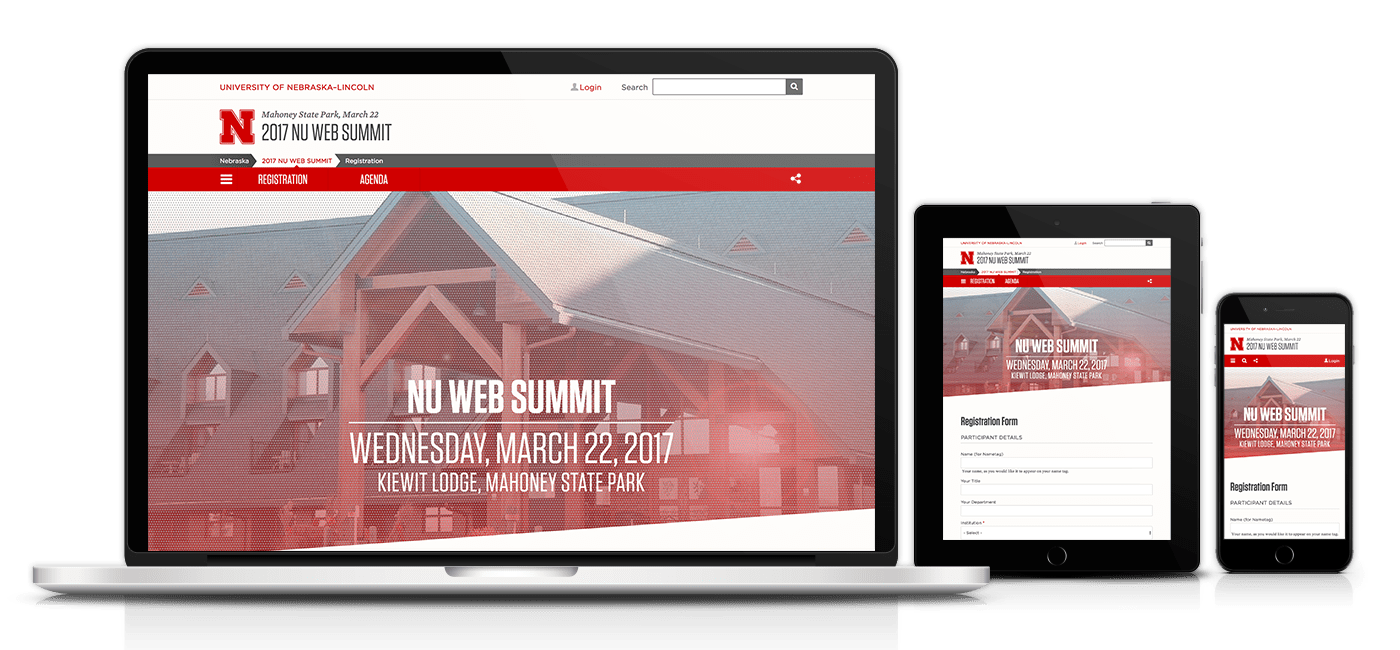 UNIVERSITY OF NEBRASKA–LINCOLN
Login
Search
N
Mahoney State Park, March 22
2017 NU WEB SUMMIT
Nebraska
2017 NU WEB SUMMIT
Registration
REGISTRATION
AGENDA
NU WEB SUMMIT
WEDNESDAY, MARCH 22, 2017
KIEWIT LODGE, MAHONEY STATE PARK
UNIVERSITY OF NEBRASKA–LINCOLN
Login
Search
N
Mahoney State Park, March 22
2017 NU WEB SUMMIT
Nebraska
2017 NU WEB SUMMIT
Registration
REGISTRATION
AGENDA
NU WEB SUMMIT
WEDNESDAY, MARCH 22, 2017
KIEWIT LODGE, MAHONEY STATE PARK
Registration Form
PARTICIPANT DETAILS
Name (for Nametag)
Your name, as you would like it to appear on your name tag.
Your Title
Your Department
Institution *
- Select -
UNIVERSITY OF NEBRASKA–LINCOLN
N
Mahoney State Park, March 22
2017 NU WEB SUMMIT
Login
NU WEB SUMMIT
WEDNESDAY, MARCH 22, 2017
KIEWIT LODGE, MAHONEY STATE PARK
Registration Form
PARTICIPANT DETAILS
Name (for Nametag)
Your name, as you would like it to appear on your name tag.